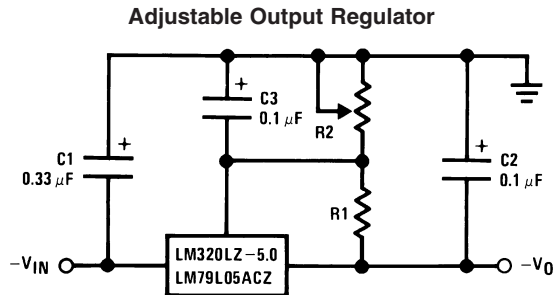 Adjustable Output Regulator
+
C3
0.1 μF
R2
+
C1
0.33 μF
+
C2
0.1 μF
R1
LM320LZ–5.0
LM79L05ACZ
–VIN
–VO